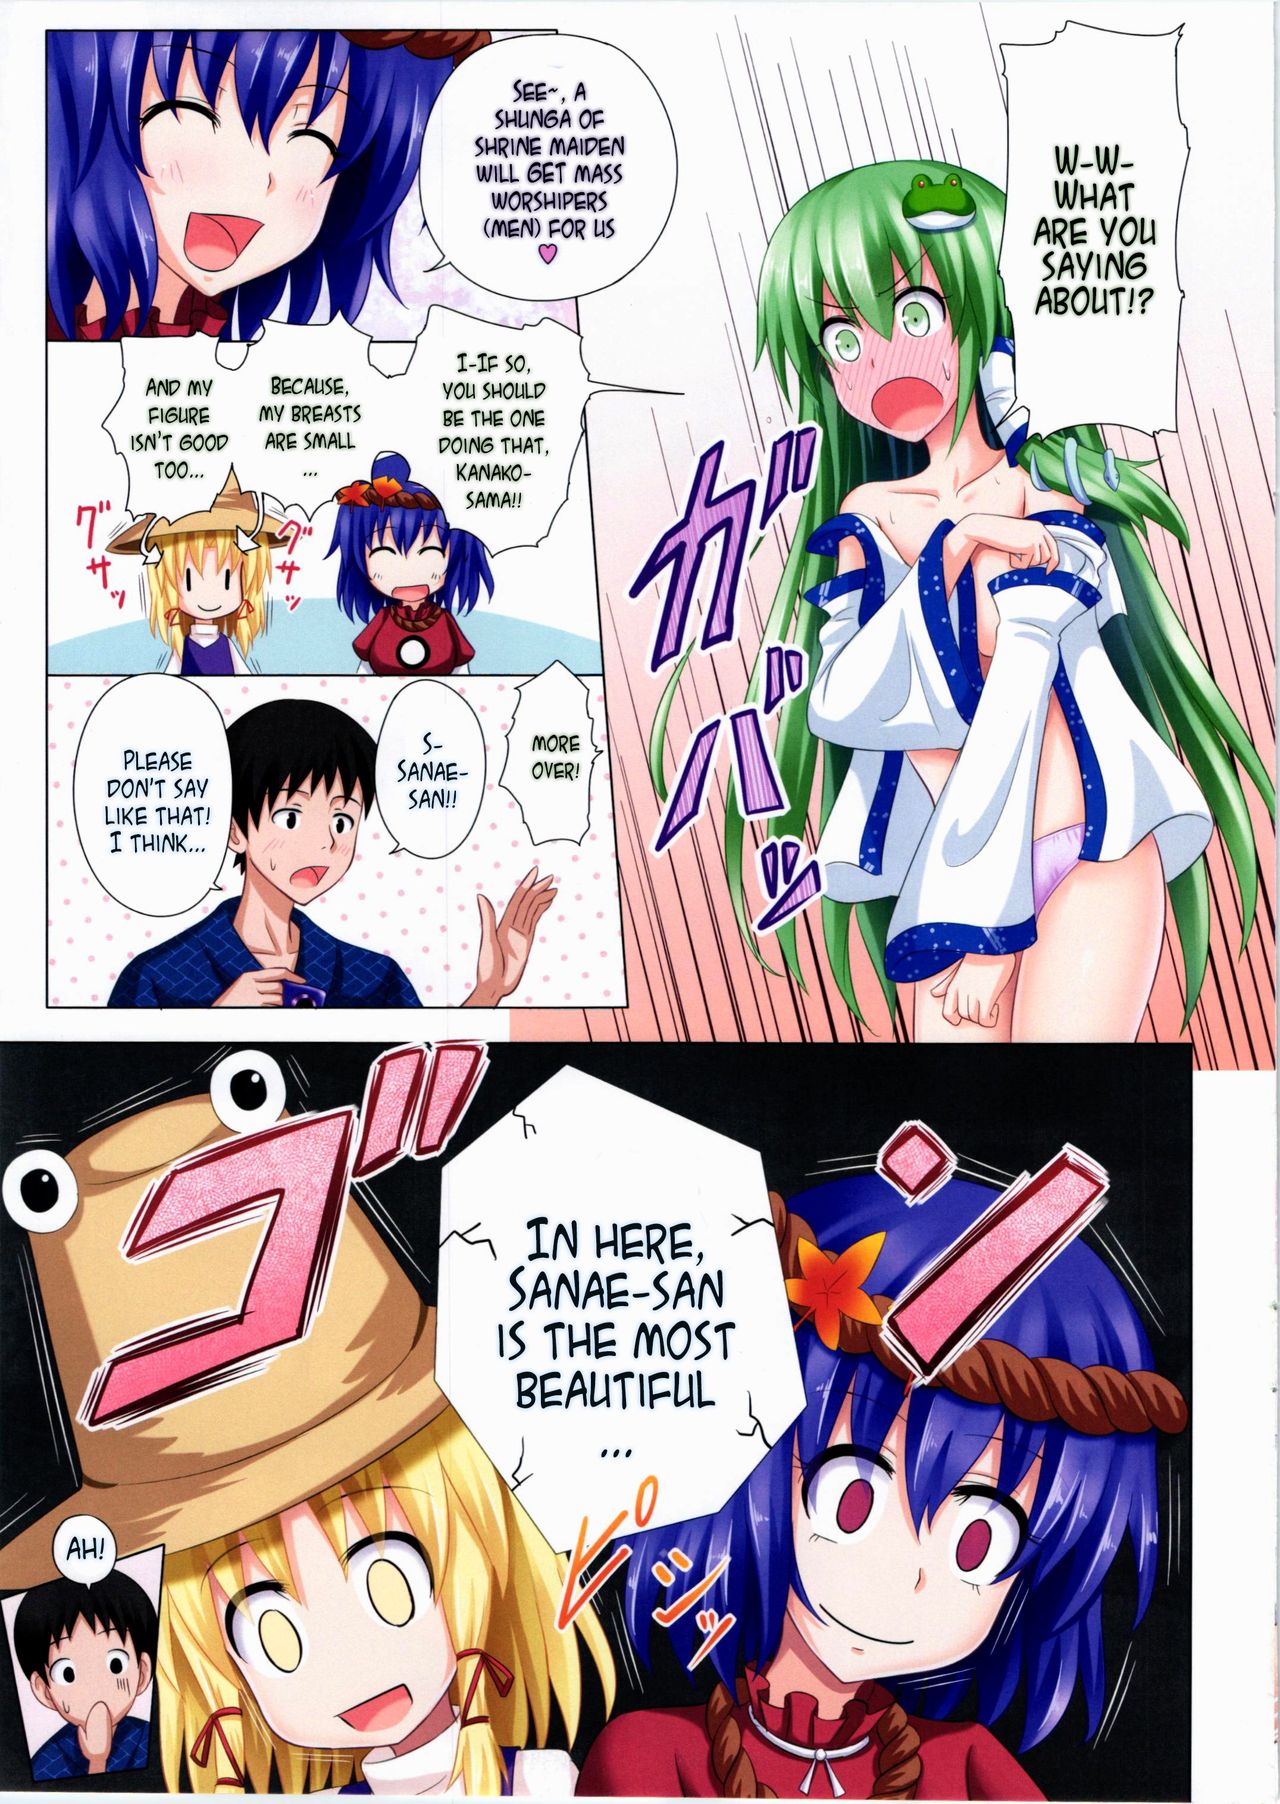 W-W-
WHAT
ARE YOU
SAYING
ABOUT!?
ガ
バッ
SEE~, A
SHUNGA OF
SHRINE MAIDEN
WILL GET MASS
WORSHIPERS
(MEN) FOR US
♥
I-IF SO,
YOU SHOULD
BE THE ONE
DOING THAT,
KANAKO-
SAMA!!
BECAUSE,
MY BREASTS
ARE SMALL
...
AND MY
FIGURE
ISN'T GOOD
TOO...
グサッ
グサッ
MORE
OVER!
S-
SANAE-
SAN!!
PLEASE
DON'T SAY
LIKE THAT!
I THINK...
IN HERE,
SANAE-SAN
IS THE MOST
BEAUTIFUL
...
ピシッ
AH!